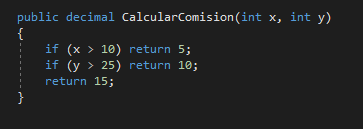 public decimal CalcularComision(int x, int y)
{
    if (x > 10) return 5;
    if (y > 25) return 10;
    return 15;
}